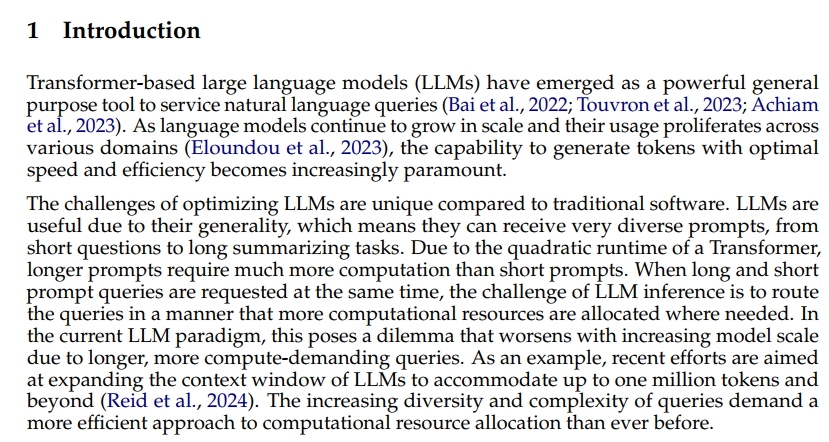 1 Introduction
Transformer-based large language models (LLMs) have emerged as a powerful general
purpose tool to service natural language queries (Bai et al., 2022; Touvron et al., 2023; Achiam
et al., 2023). As language models continue to grow in scale and their usage proliferates across
various domains (Eloundou et al., 2023), the capability to generate tokens with optimal
speed and efficiency becomes increasingly paramount.
The challenges of optimizing LLMs are unique compared to traditional software. LLMs are
useful due to their generality, which means they can receive very diverse prompts, from
short questions to long summarizing tasks. Due to the quadratic runtime of a Transformer,
longer prompts require much more computation than short prompts. When long and short
prompt queries are requested at the same time, the challenge of LLM inference is to route
the queries in a manner that more computational resources are allocated where needed. In
the current LLM paradigm, this poses a dilemma that worsens with increasing model scale
due to longer, more compute-demanding queries. As an example, recent efforts are aimed
at expanding the context window of LLMs to accommodate up to one million tokens and
beyond (Reid et al., 2024). The increasing diversity and complexity of queries demand a
more efficient approach to computational resource allocation than ever before.